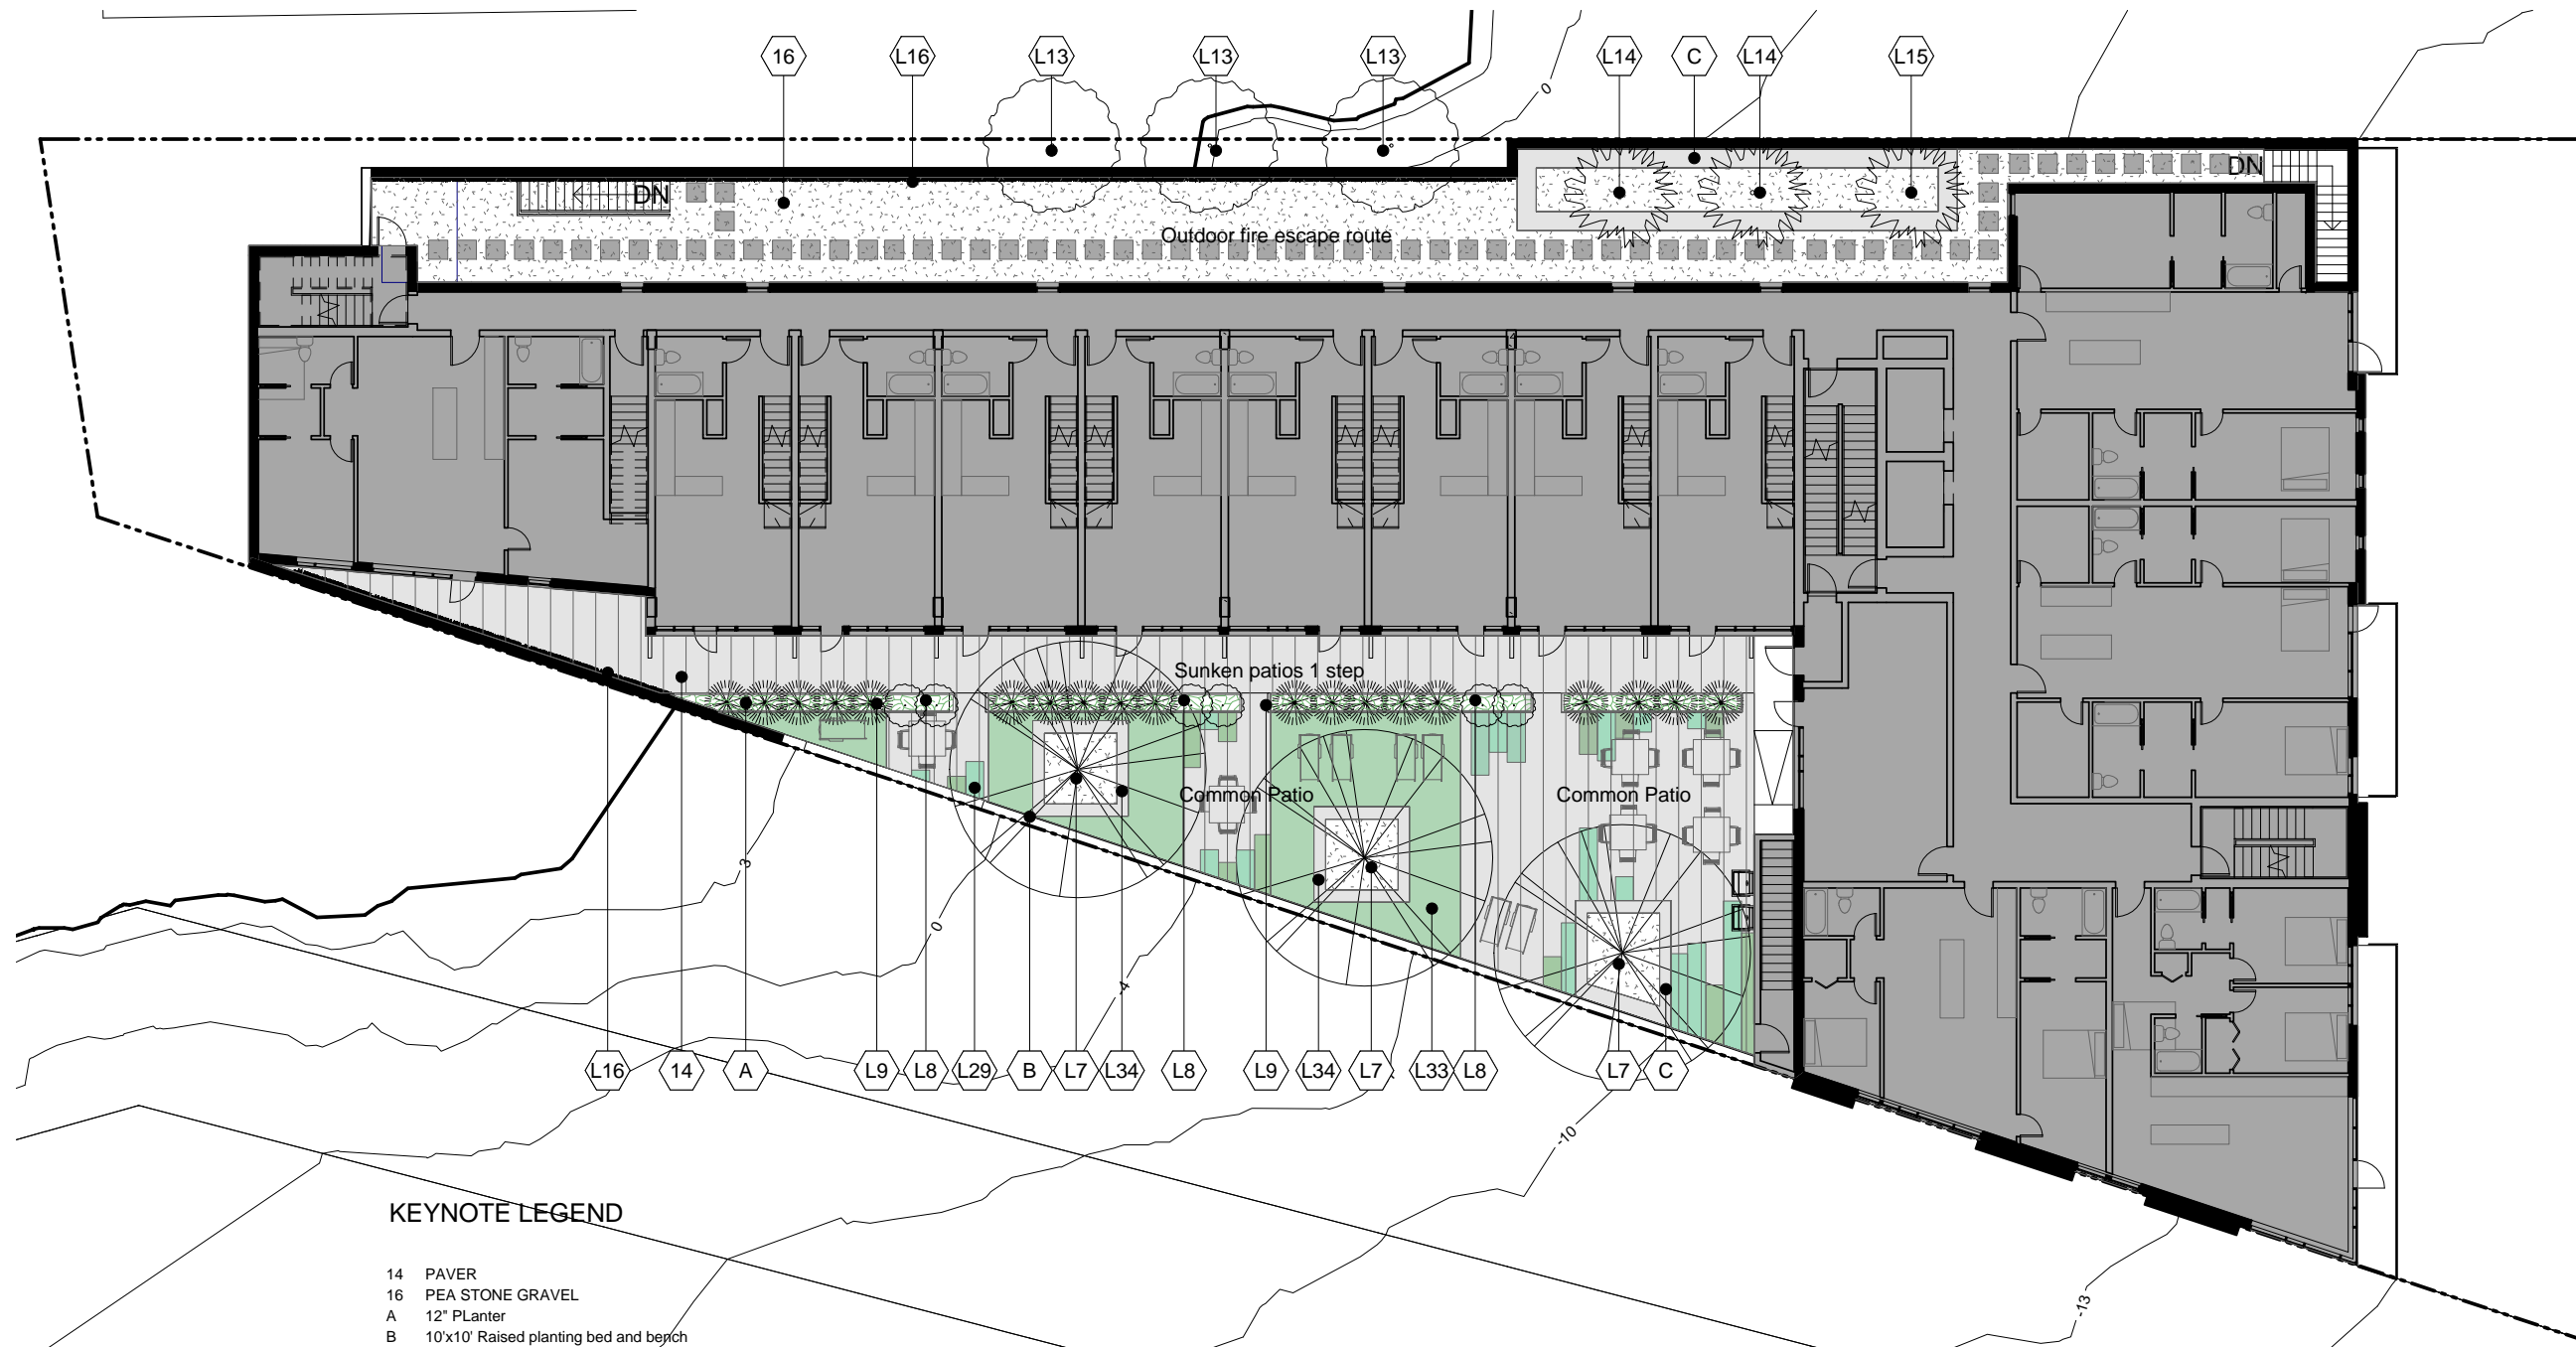 16
L16
L13
L13
L13
L14
C
L14
L15
0
DN
DN
Outdoor fire escape route
Sunken patios 1 step
Common Patio
Common Patio
-3
0
-4
L16
14
A
L9
L8
L29
B
L7
L34
L8
L9
L34
L7
L33
L8
L7
C
-10
-13
KEYNOTE LEGEND
14 PAVER
16 PEA STONE GRAVEL
A 12" PLanter
B 10'x10' Raised planting bed and bench